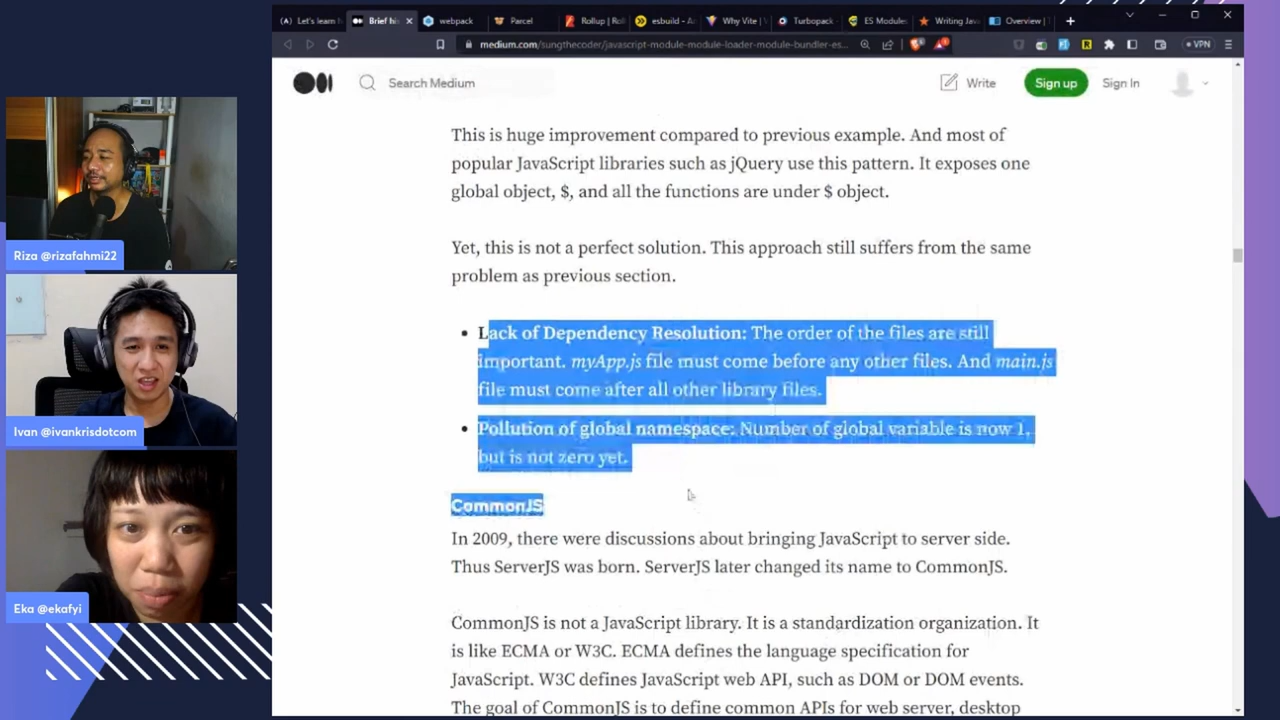 Let's learn h
Brief his
webpack
Parcel
Rollup | Roll
esbuild - A
Why Vite | V
Turbopack
ES Modules
Writing Java
Overview |
medium.com/sungthecoder/javascript-module-module-loader-module-bundler-es...
VPN
Search Medium
Write
Sign up
Sign In
This is huge improvement compared to previous example. And most of
popular JavaScript libraries such as jQuery use this pattern. It exposes one
global object, $, and all the functions are under $ object.
Yet, this is not a perfect solution. This approach still suffers from the same
problem as previous section.
• Lack of Dependency Resolution: The order of the files are still
important. myApp.js file must come before any other files. And main.js
file must come after all other library files.
• Pollution of global namespace: Number of global variable is now 1,
but is not zero yet.
CommonJS
In 2009, there were discussions about bringing JavaScript to server side.
Thus ServerJS was born. ServerJS later changed its name to CommonJS.
CommonJS is not a JavaScript library. It is a standardization organization. It
is like ECMA or W3C. ECMA defines the language specification for
JavaScript. W3C defines JavaScript web API, such as DOM or DOM events.
The goal of CommonJS is to define common APIs for web server, desktop
Riza @rizafahmi22
Ivan @ivankrisdotcom
Eka @ekafyi